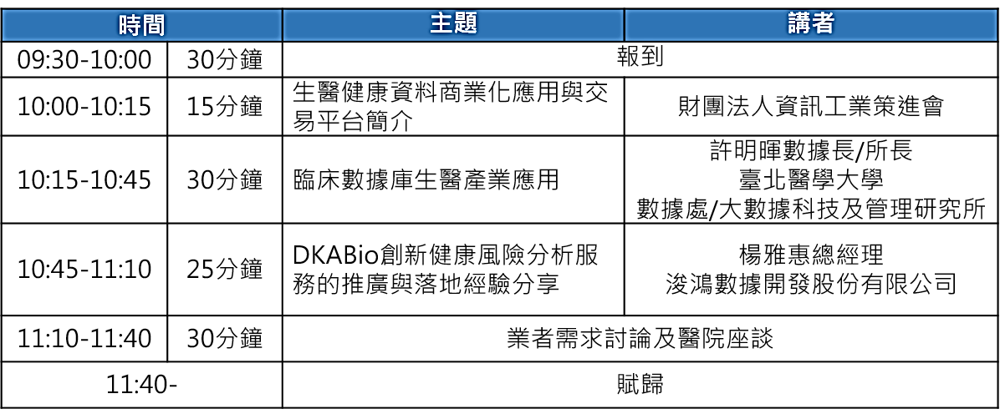 時間 主題 講者
09:30-10:00 30分鐘 報到
10:00-10:15 15分鐘 生醫健康資料商業化應用與交
易平台簡介 財團法人資訊工業策進會
10:15-10:45 30分鐘 臨床數據庫生醫產業應用 許明暉數據長/所長
臺北醫學大學
數據處/大數據科技及管理研究所
10:45-11:10 25分鐘 DKABio創新健康風險分析服
務的推廣與落地經驗分享 楊雅惠總經理
浚鴻數據開發股份有限公司
11:10-11:40 30分鐘 業者需求討論及醫院座談
11:40- 賦歸